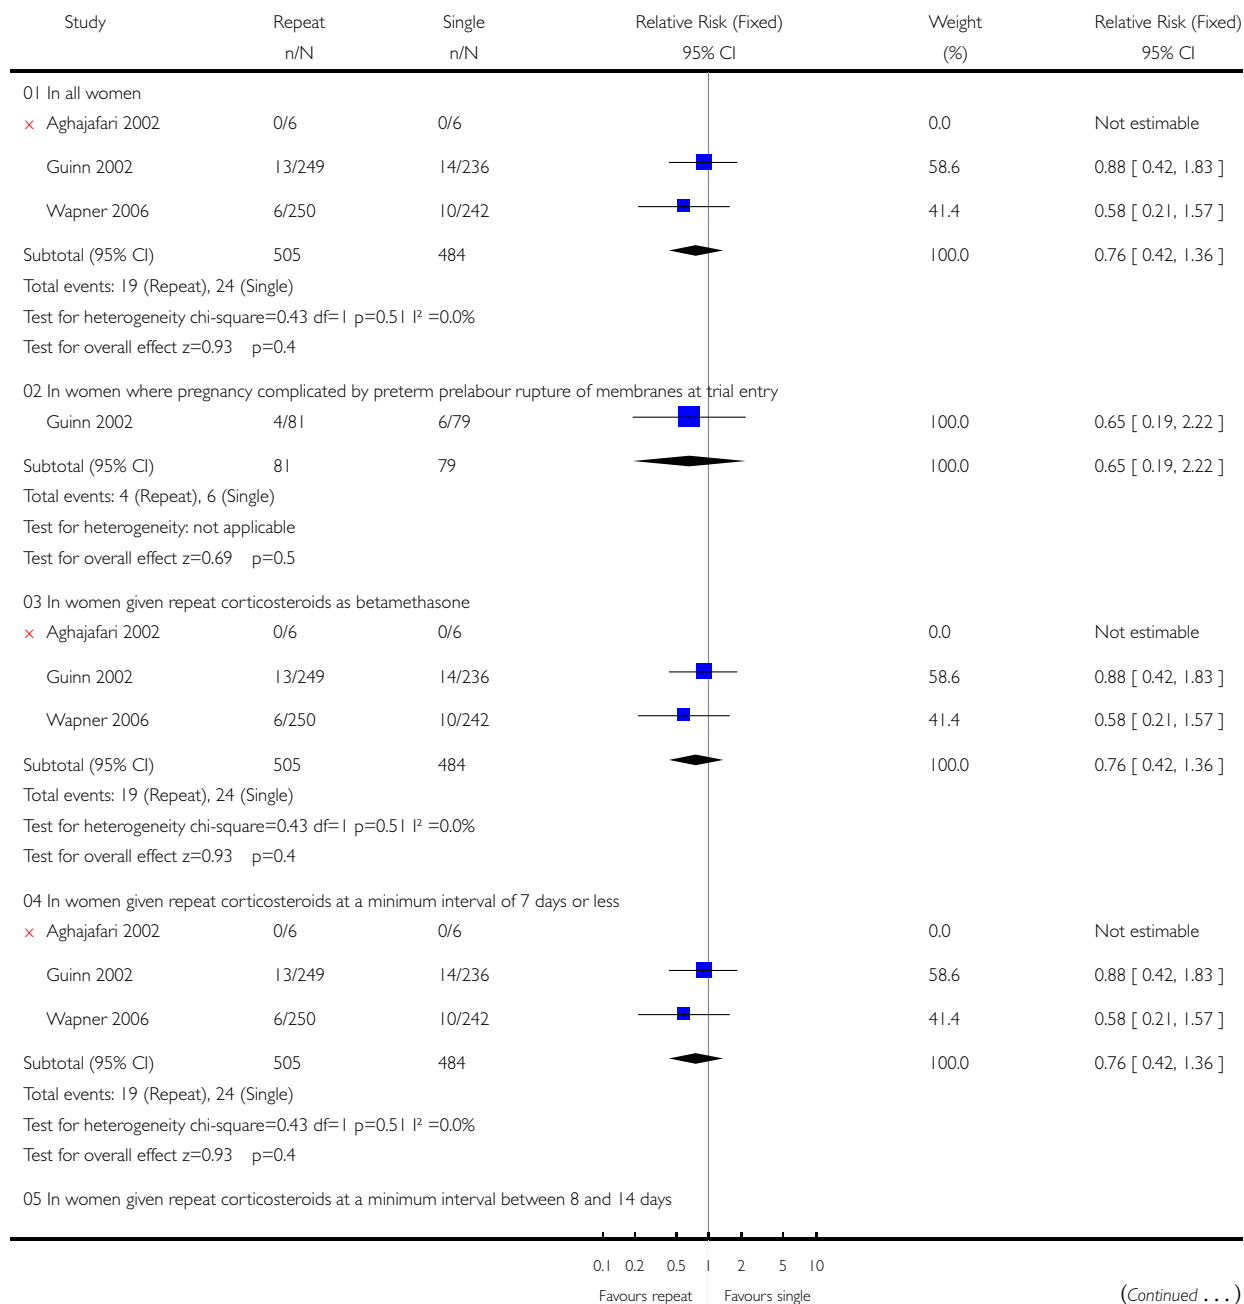 Study Repeat Single Relative Risk (Fixed) Weight Relative Risk (Fixed)
n/N n/N 95% CI (%) 95% CI
01 In all women
× Aghajafari 2002 0/6 0/6 0.0 Not estimable
Guinn 2002 13/249 14/236 58.6 0.88 [ 0.42, 1.83 ]
Wapner 2006 6/250 10/242 41.4 0.58 [ 0.21, 1.57 ]
Subtotal (95% CI) 505 484 100.0 0.76 [ 0.42, 1.36 ]
Total events: 19 (Repeat), 24 (Single)
Test for heterogeneity chi-square=0.43 df=1 p=0.51 I² =0.0%
Test for overall effect z=0.93 p=0.4
02 In women where pregnancy complicated by preterm prelabour rupture of membranes at trial entry
Guinn 2002 4/81 6/79 100.0 0.65 [ 0.19, 2.22 ]
Subtotal (95% CI) 81 79 100.0 0.65 [ 0.19, 2.22 ]
Total events: 4 (Repeat), 6 (Single)
Test for heterogeneity: not applicable
Test for overall effect z=0.69 p=0.5
03 In women given repeat corticosteroids as betamethasone
× Aghajafari 2002 0/6 0/6 0.0 Not estimable
Guinn 2002 13/249 14/236 58.6 0.88 [ 0.42, 1.83 ]
Wapner 2006 6/250 10/242 41.4 0.58 [ 0.21, 1.57 ]
Subtotal (95% CI) 505 484 100.0 0.76 [ 0.42, 1.36 ]
Total events: 19 (Repeat), 24 (Single)
Test for heterogeneity chi-square=0.43 df=1 p=0.51 I² =0.0%
Test for overall effect z=0.93 p=0.4
04 In women given repeat corticosteroids at a minimum interval of 7 days or less
× Aghajafari 2002 0/6 0/6 0.0 Not estimable
Guinn 2002 13/249 14/236 58.6 0.88 [ 0.42, 1.83 ]
Wapner 2006 6/250 10/242 41.4 0.58 [ 0.21, 1.57 ]
Subtotal (95% CI) 505 484 100.0 0.76 [ 0.42, 1.36 ]
Total events: 19 (Repeat), 24 (Single)
Test for heterogeneity chi-square=0.43 df=1 p=0.51 I² =0.0%
Test for overall effect z=0.93 p=0.4
05 In women given repeat corticosteroids at a minimum interval between 8 and 14 days
0.1 0.2 0.5 1 2 5 10
Favours repeat Favours single (Continued . . . )